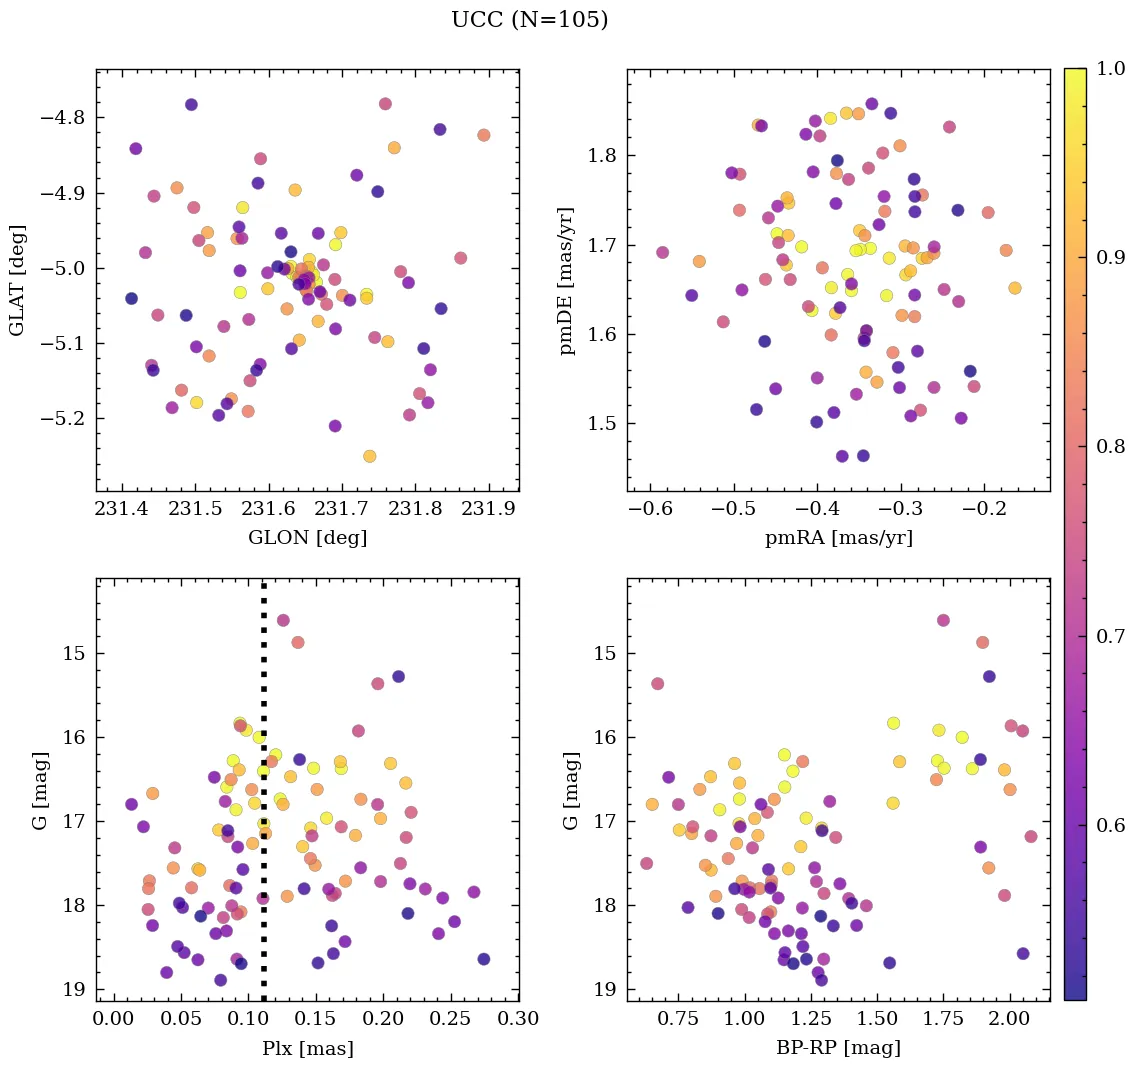 UCC (N=105)
−4.8
−4.9
−5.0
−5.1
−5.2
GLAT [deg]
231.4 231.5 231.6 231.7 231.8 231.9
GLON [deg]
1.8
1.7
1.6
1.5
pmDE [mas/yr]
−0.6 −0.5 −0.4 −0.3 −0.2
pmRA [mas/yr]
1.0
0.9
0.8
0.7
0.6
15
16
17
18
19
G [mag]
0.00 0.05 0.10 0.15 0.20 0.25 0.30
Plx [mas]
15
16
17
18
19
G [mag]
0.75 1.00 1.25 1.50 1.75 2.00
BP-RP [mag]